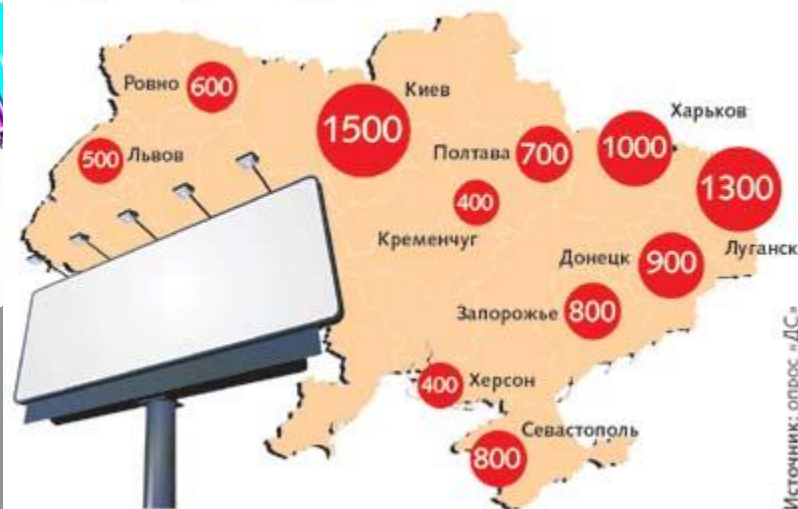 Ровно 600
Киев
1500
Харьков
1000
500 Львов
Полтава 700
1300
400
Кременчуг
Луганск
Донецк 900
Запорожье 800
400 Херсон
Севастополь
800
Источник: опрос «ДС»